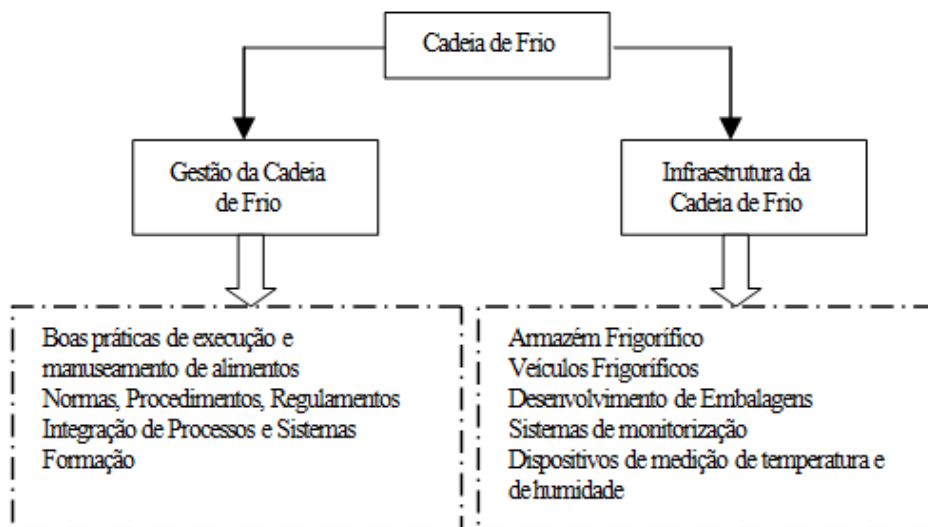 Cadeia de Frio
Gestão da Cadeia
de Frio
Infraestrutura da
Cadeia de Frio
Boas práticas de execução e
manuseamento de alimentos
Normas, Procedimentos, Regulamentos
Integração de Processos e Sistemas
Formação
Armazém Frigorífico
Veículos Frigoríficos
Desenvolvimento de Embalagens
Sistemas de monitorização
Dispositivos de medição de temperatura e
de humidade